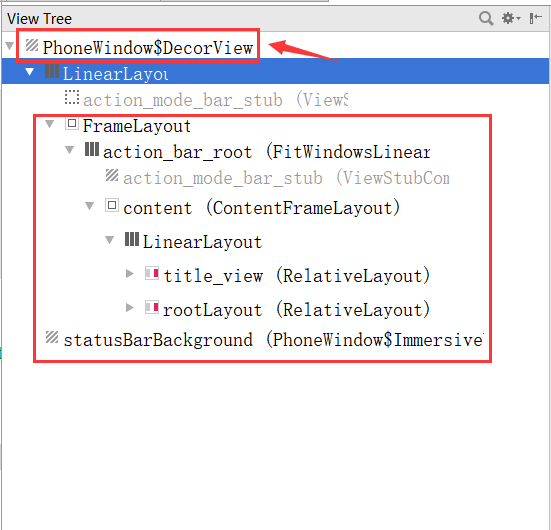 View Tree
PhoneWindow$DecorView
LinearLayou
action_mode_bar_stub (ViewS
FrameLayout
action_bar_root (FitWindowsLinear
action_mode_bar_stub (ViewStubCom
content (ContentFrameLayout)
LinearLayout
title_view (RelativeLayout)
rootLayout (RelativeLayout)
statusBarBackground (PhoneWindow$Immersive